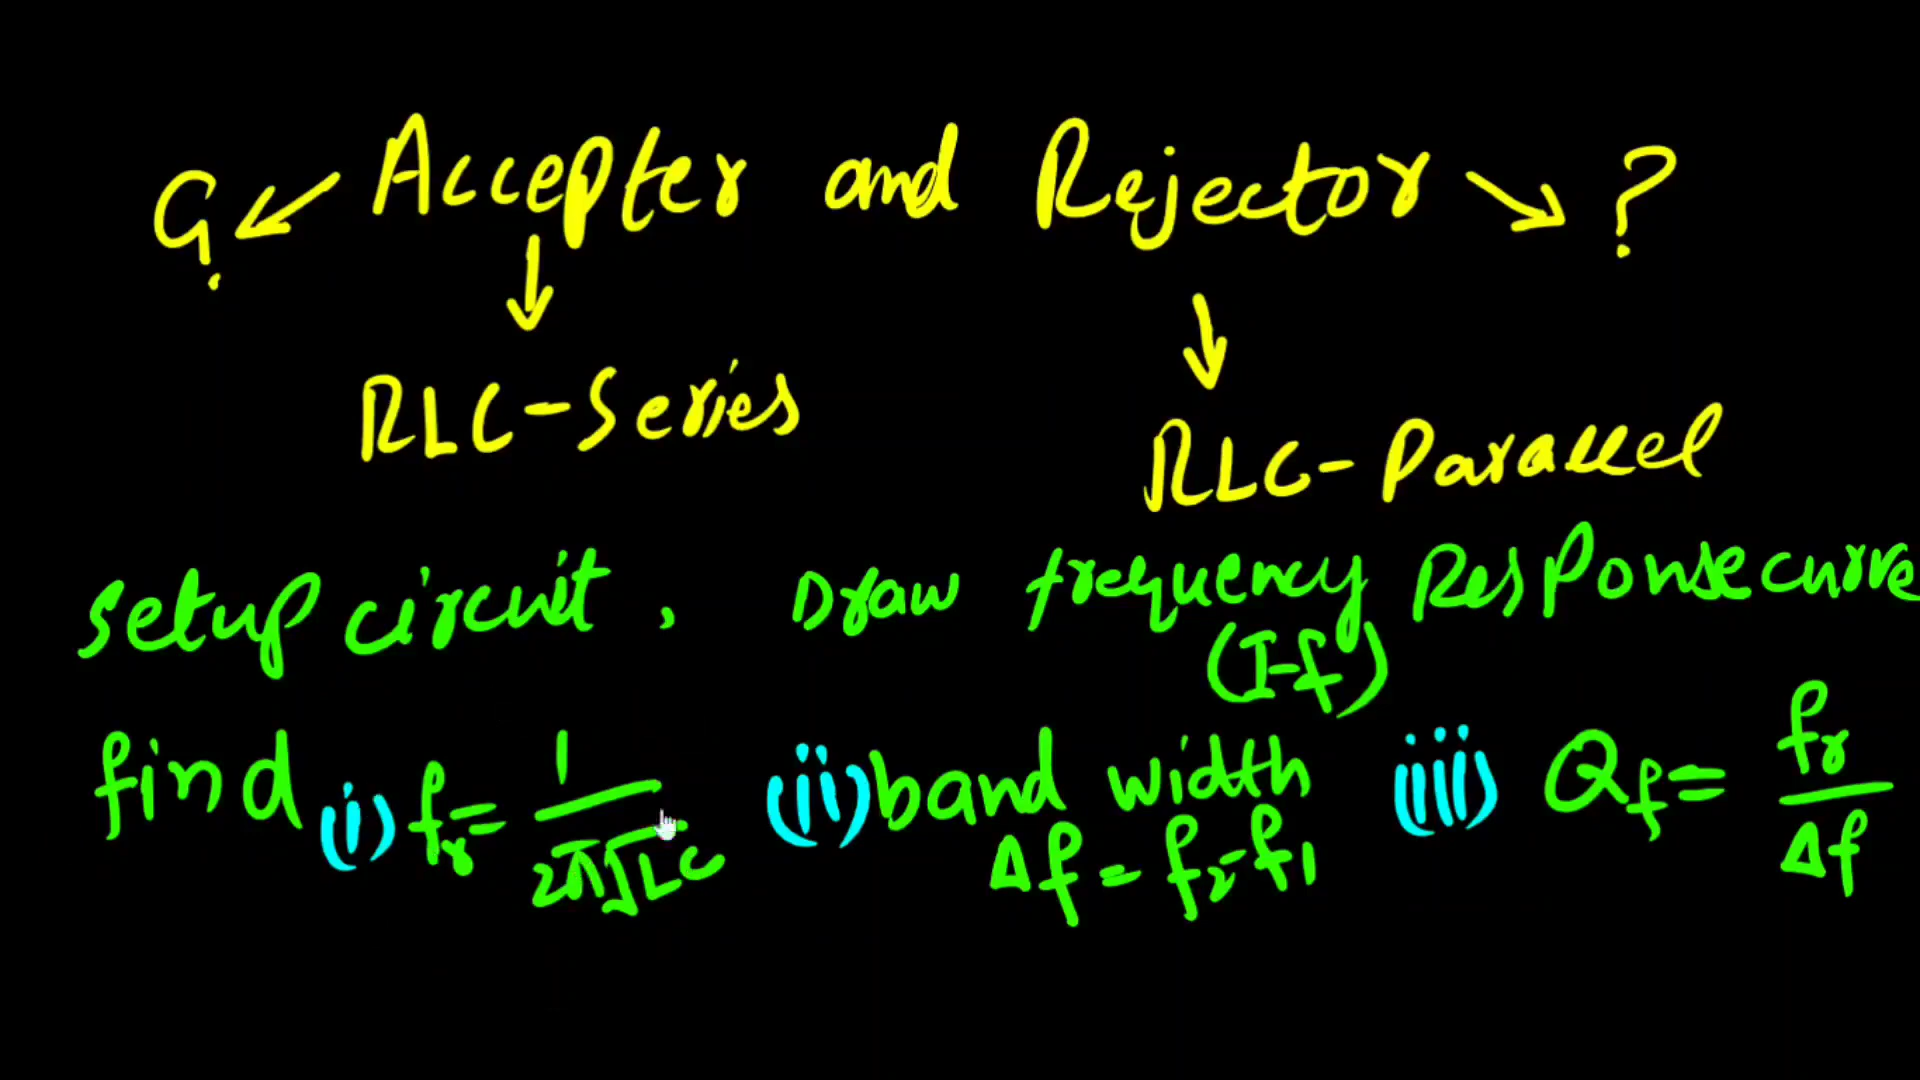 ? ← Accepter and Rejector → ?
↓ ↓
RLC-Series
RLC-Parallel
Setup circuit, Draw frequency Response curve
(I-f)
find (i) fr = 1/2π√LC (ii) band width (iii) Qf = fr/Δf
Δf = f2-f1